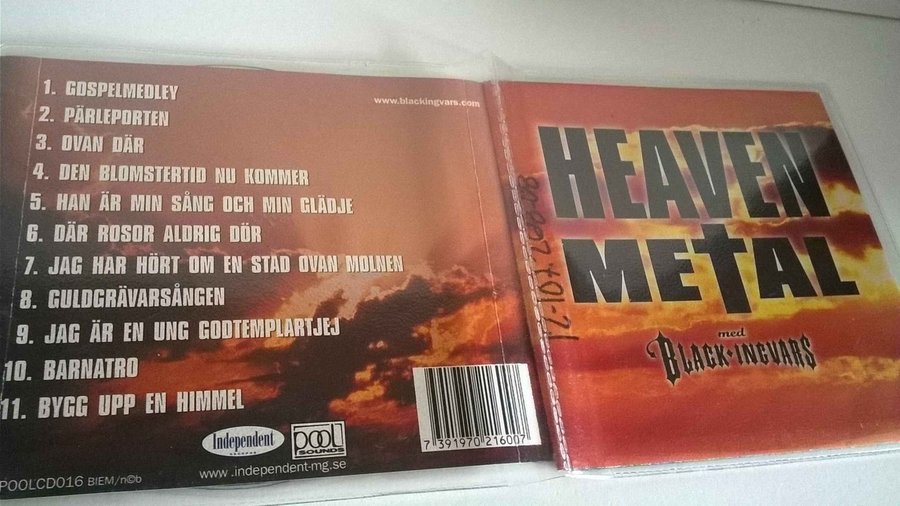 1. GOSPELMEDLEY
2. PÄRLEPORTEN
3. OVAN DÄR
4. DEN BLOMSTERTID NU KOMMER
5. HAN ÄR MIN SÅNG OCH MIN GLÄDJE
6. DÄR ROSOR ALDRIG DÖR
7. JAG HAR HÖRT OM EN STAD OVAN MOLNEN
8. GULDGRÄVARSÅNGEN
9. JAG ÄR EN UNG GODTEMPLARTJEJ
10. BARNATRO
11. BYGG UPP EN HIMMEL
www.blackingvars.com
Independent
pool
SOUNDS
www.independent-mg.se
POOLCD016 BIEM/n©b
7 391970 216007
HEAVEN
METAL
med
BLACK-INGVARS